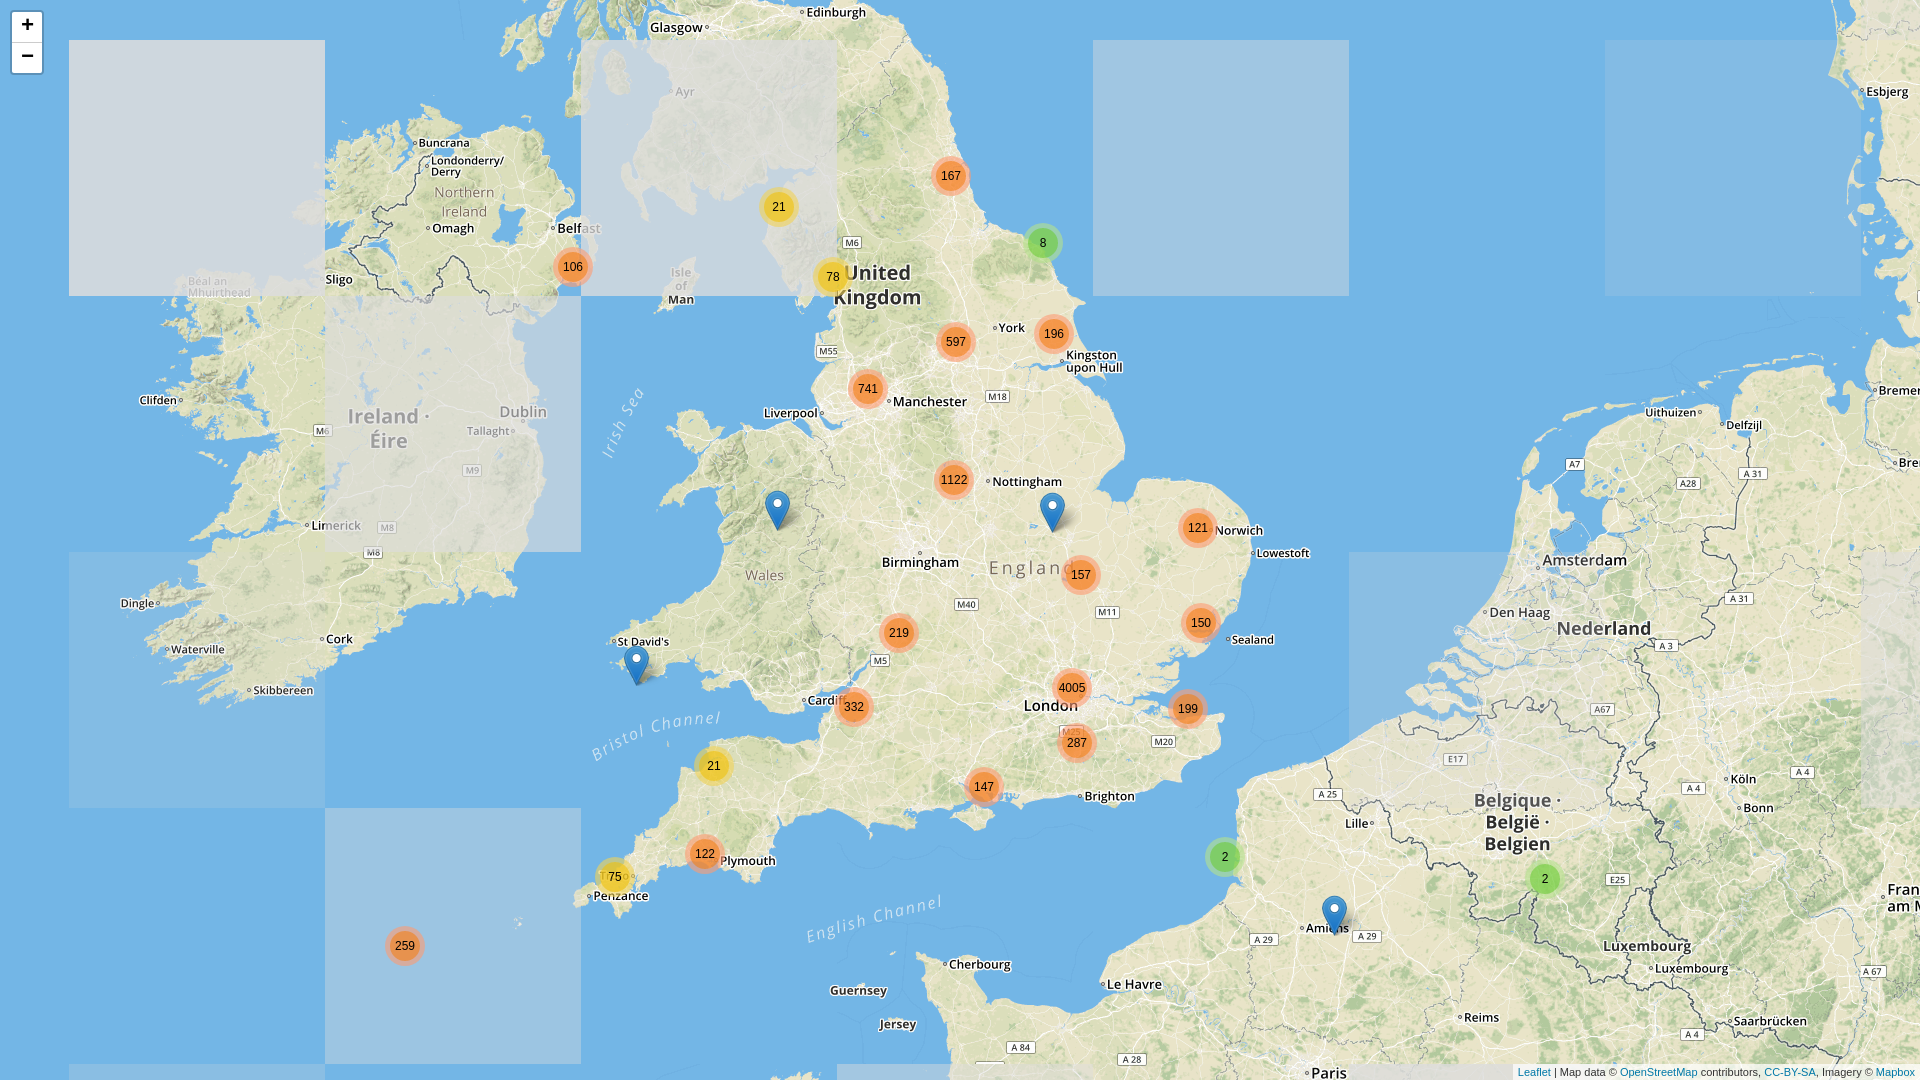 +
−
Edinburgh
Glasgow
Ayr
Esbjerg
Buncrana
Londonderry/
Derry
167
Northern
Ireland
21
Omagh
Belfast
M6
8
106
United
Kingdom
78
Isle
of
Man
Sligo
Béal an
Mhuirthead
York
196
597
M55
Kingston
upon Hull
741
Manchester
M18
Liverpool
Clifden
Ireland ·
Éire
Dublin
Tallaght
M6
M9
Irish Sea
Uithuizen
Delfzijl
Bremer
A7
A 31
A28
Bre
1122
Nottingham
121
Norwich
Limerick
M8
M8
Lowestoft
Birmingham
England
157
Wales
Amsterdam
Dingle
M40
M11
A 31
Den Haag
219
150
Nederland
Cork
St David's
Sealand
Waterville
M5
A 3
Skibbereen
4005
Cardiff
332
London
199
A67
Bristol Channel
M25
287
M20
E17
21
147
Brighton
A 25
Köln
A 4
A 4
Belgique ·
België ·
Belgien
Bonn
Lille
122
Plymouth
2
75
Penzance
2
E25
Fran
am M
English Channel
Amiens
A 29
A 29
259
Luxembourg
Luxembourg
Cherbourg
A 67
Guernsey
Le Havre
Jersey
Reims
Saarbrücken
A 84
A 28
A 4
Paris
Leaflet | Map data © OpenStreetMap contributors, CC-BY-SA, Imagery © Mapbox